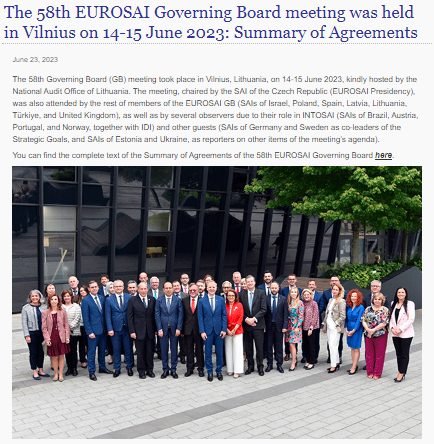 The 58th EUROSAI Governing Board meeting was held
in Vilnius on 14-15 June 2023: Summary of Agreements
June 23, 2023
The 58th Governing Board (GB) meeting took place in Vilnius, Lithuania, on 14-15 June 2023, kindly hosted by the
National Audit Office of Lithuania. The meeting, chaired by the SAI of the Czech Republic (EUROSAI Presidency),
was also attended by the rest of members of the EUROSAI GB (SAIs of Israel, Poland, Spain, Latvia, Lithuania,
Türkiye, and United Kingdom), as well as by several observers due to their role in INTOSAI (SAIs of Brazil, Austria,
Portugal, and Norway, together with IDI) and other guests (SAIs of Germany and Sweden as co-leaders of the
Strategic Goals, and SAIs of Estonia and Ukraine, as reporters on other items of the meeting's agenda).
You can find the complete text of the Summary of Agreements of the 58th EUROSAI Governing Board here.